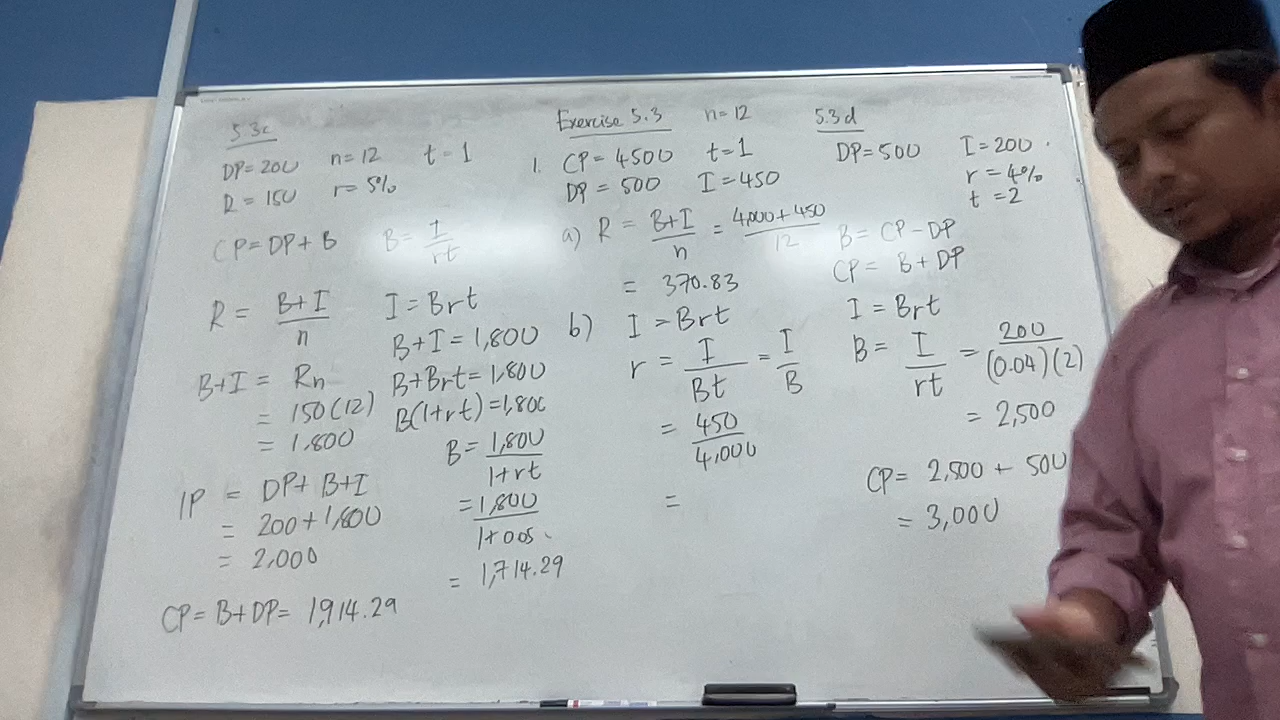 5.3c
DP=200 n=12 t=1
R=150 r=5%
CP=DP+B B= I/rt
R = B+I/n
I=Brt
B+I=1,800
B+I = Rn
= 150(12)
= 1,800
B+Brt=1,800
B(1+rt)=1,800
B= 1,800/1+rt
= 1,800/1+0.05
= 1,714.29
IP = DP+B+I
= 200+1,800
= 2,000
CP=B+DP= 1,914.29
Exercise 5.3 n=12
1. CP=4500 t=1
DP=500 I=450
a) R = B+I/n = 4,000+450/12
= 370.83
b) I=Brt
r = I/Bt = I/B
= 450/4,000
=
5.3d
DP=500 I=200
r=4%
t=2
B= CP-DP
CP= B+DP
I=Brt
B= I/rt = 200/(0.04)(2)
= 2,500
CP= 2,500+500
= 3,000